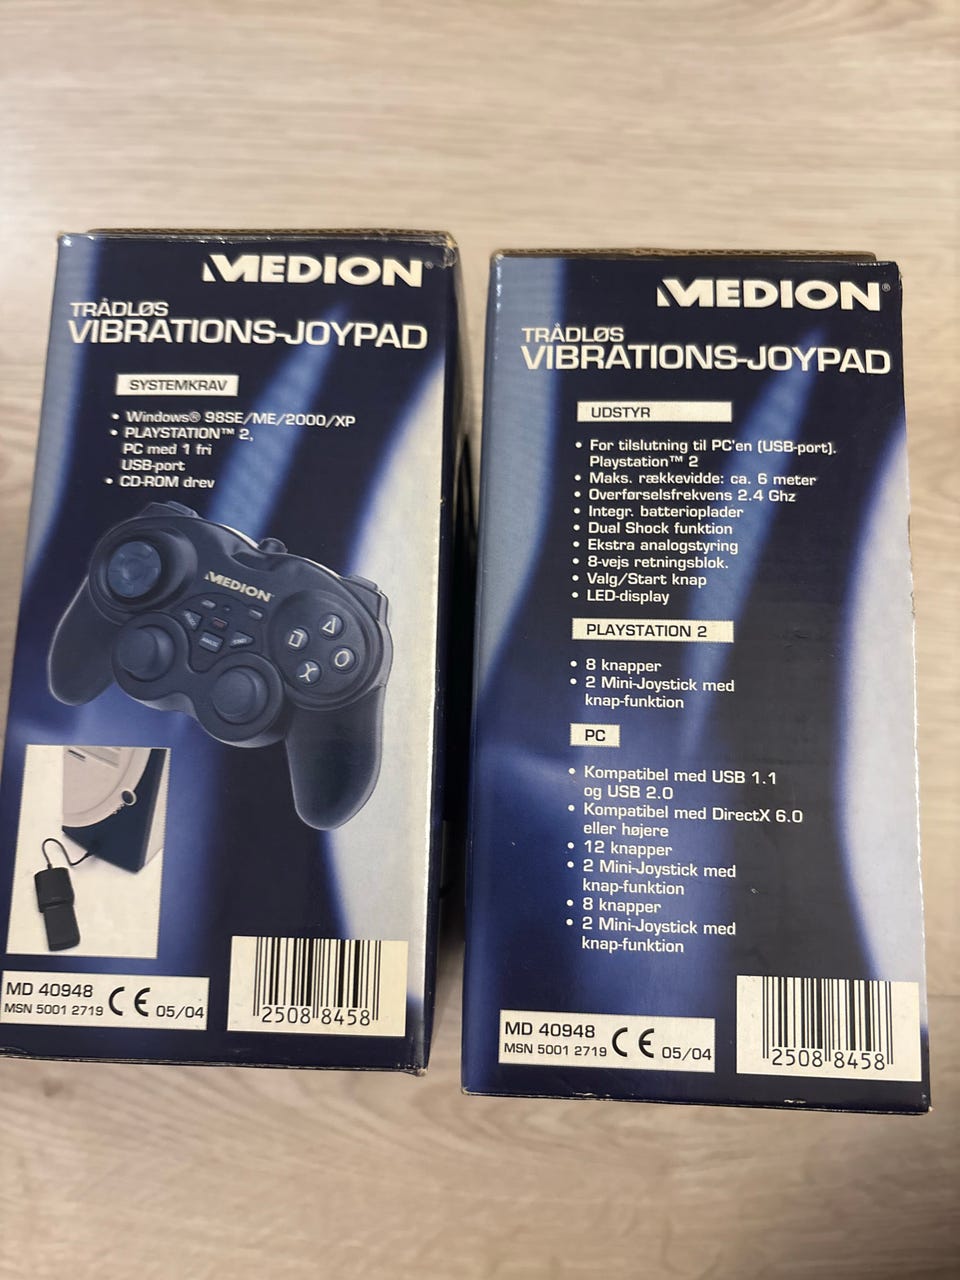 MEDION®
TRÅDLØS
VIBRATIONS-JOYPAD
SYSTEMKRAV
• Windows® 98SE/ME/2000/XP
• PLAYSTATION™ 2,
PC med 1 fri
USB-port
• CD-ROM drev
MEDION
MD 40948
MSN 5001 2719
CE
05/04
2508 8458
MEDION®
TRÅDLØS
VIBRATIONS-JOYPAD
UDSTYR
• For tilslutning til PC'en (USB-port).
Playstation™ 2
• Maks. rækkevidde: ca. 6 meter
• Overførselsfrekvens 2.4 Ghz
• Integr. batterioplader
• Dual Shock funktion
• Ekstra analogstyring
• 8-vejs retningsblok.
• Valg/Start knap
• LED-display
PLAYSTATION 2
• 8 knapper
• 2 Mini-Joystick med
knap-funktion
PC
• Kompatibel med USB 1.1
og USB 2.0
• Kompatibel med DirectX 6.0
eller højere
• 12 knapper
• 2 Mini-Joystick med
knap-funktion
• 8 knapper
• 2 Mini-Joystick med
knap-funktion
MD 40948
MSN 5001 2719
CE
05/04
2508 8458